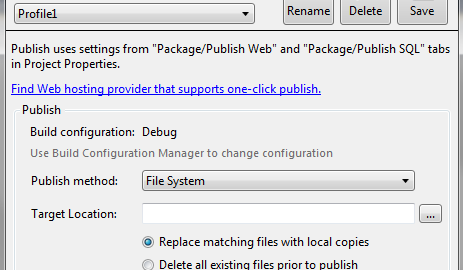 Profile1
Rename
Delete
Save
Publish uses settings from "Package/Publish Web" and "Package/Publish SQL" tabs
in Project Properties.
Find Web hosting provider that supports one-click publish.
Publish
Build configuration: Debug
Use Build Configuration Manager to change configuration
Publish method: File System
Target Location: ...
Replace matching files with local copies
Delete all existing files prior to publish